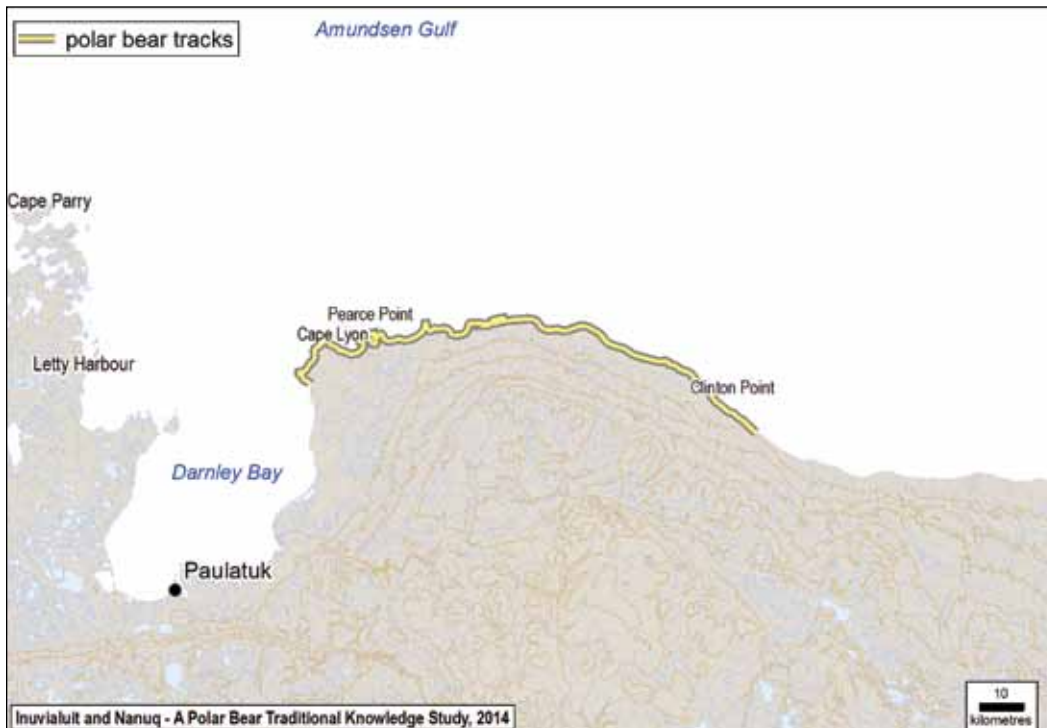 polar bear tracks
Amundsen Gulf
Cape Parry
Pearce Point
Cape Lyon
Letty Harbour
Clinton Point
Darnley Bay
Paulatuk
10
kilometres
Inuvialuit and Nanuq - A Polar Bear Traditional Knowledge Study, 2014